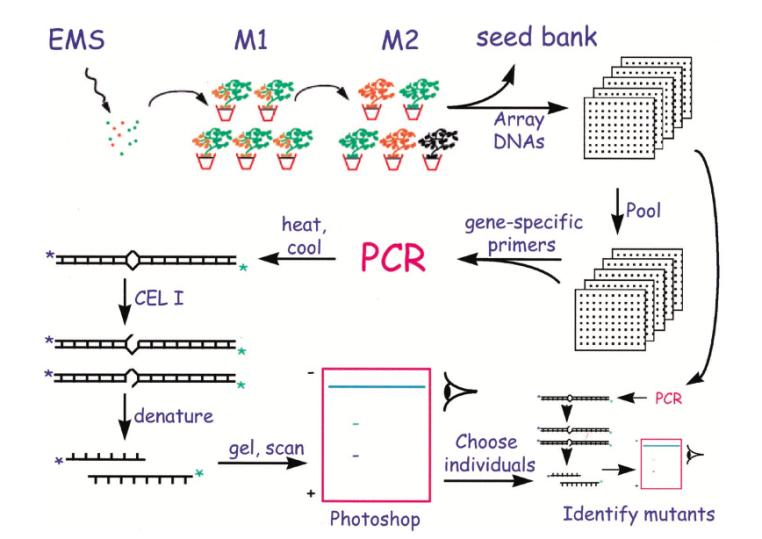 EMS
M1
M2
seed bank
Array
DNAs
Pool
gene-specific
primers
PCR
heat,
cool
*
*
CEL I
*
*
*
*
denature
*
*
gel, scan
-
+
Photoshop
Choose
individuals
PCR
-
+
Identify mutants